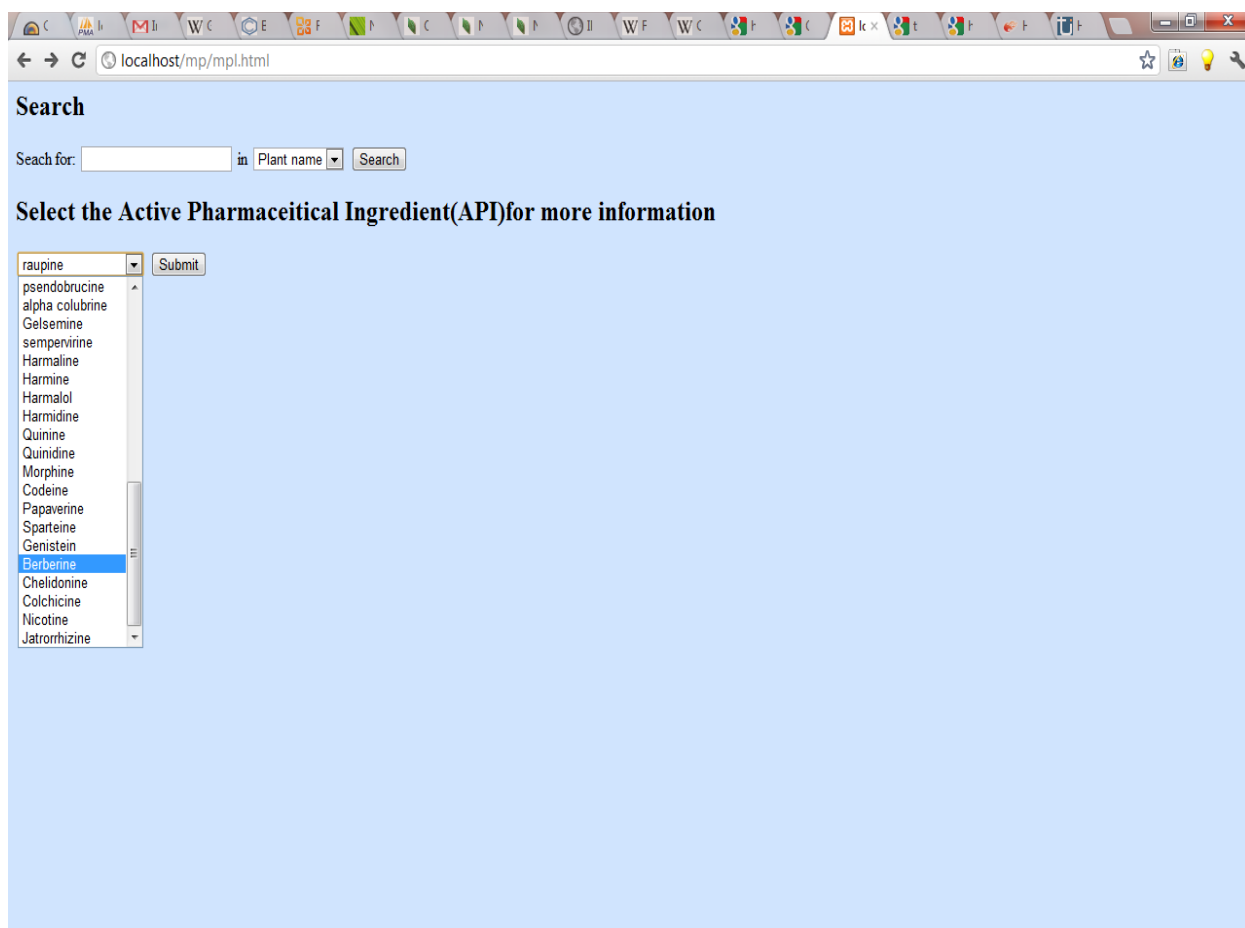 localhost/mp/mpl.html
Search
Seach for: in Plant name Search
Select the Active Pharmaceitical Ingredient(API)for more information
raupine Submit
psendobrucine
alpha colubrine
Gelsemine
sempervirine
Harmaline
Harmine
Harmalol
Harmidine
Quinine
Quinidine
Morphine
Codeine
Papaverine
Sparteine
Genistein
Berberine
Chelidonine
Colchicine
Nicotine
Jatrorrhizine